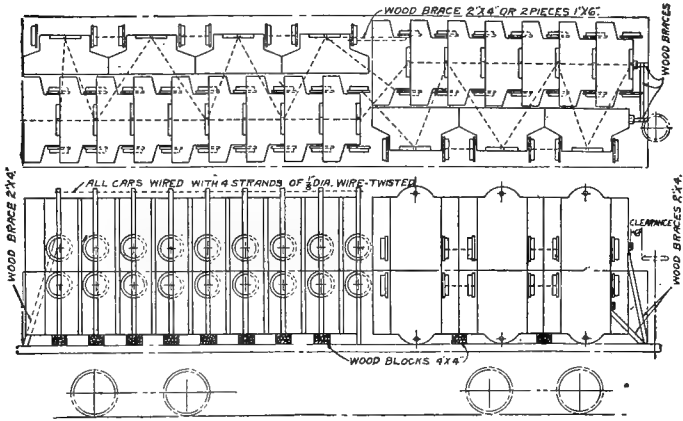 WOOD BRACE 2"X4" OR 2 PIECES 1"X6"
WOOD BRACES
ALL CARS WIRED WITH 4 STRANDS OF ⅛" DIA. WIRE-TWISTED
WOOD BRACE 2"X4"
CLEARANCE
WOOD BRACES 2"X4"
WOOD BLOCKS 4"X4"